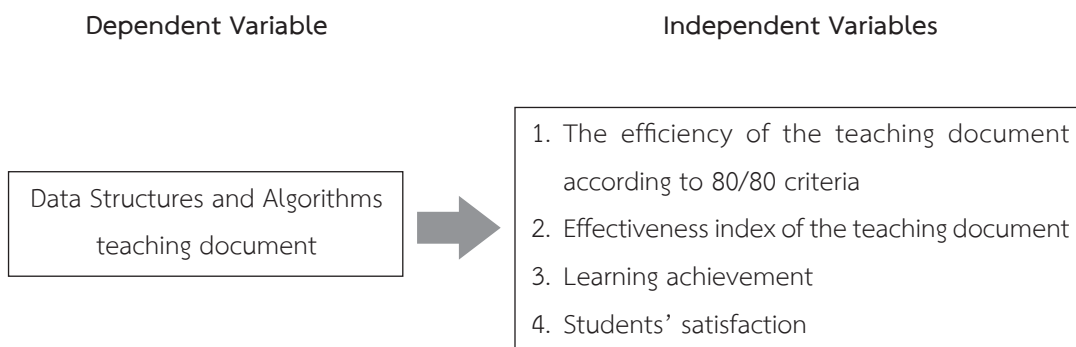 Dependent Variable
Independent Variables
Data Structures and Algorithms
teaching document
1. The efficiency of the teaching document
according to 80/80 criteria
2. Effectiveness index of the teaching document
3. Learning achievement
4. Students’ satisfaction